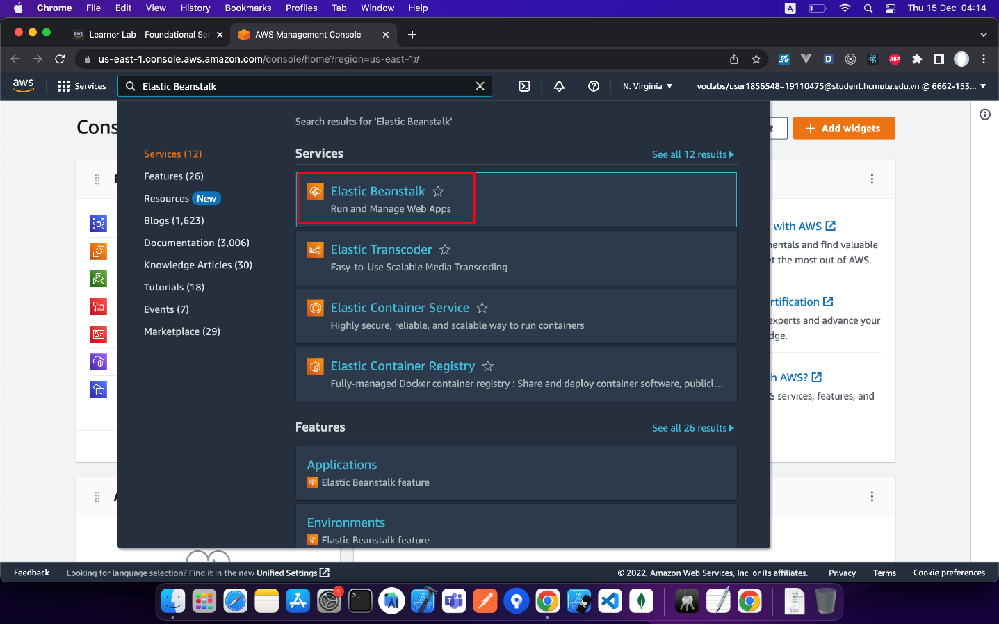 Chrome File Edit View History Bookmarks Profiles Tab Window Help
A Thu 15 Dec 04:14
aws Learner Lab - Foundational Ser
AWS Management Console
us-east-1.console.aws.amazon.com/console/home?region=us-east-1#
ABP
aws Services Elastic Beanstalk N. Virginia voclabs/user1856548=19110475@student.hcmute.edu.vn @ 6662-153...
Cons
t
Add widgets
Search results for 'Elastic Beanstalk'
Services (12)
Features (26)
Resources New
Blogs (1,623)
Documentation (3,006)
Knowledge Articles (30)
Tutorials (18)
Events (7)
Marketplace (29)
Services See all 12 results
Elastic Beanstalk
Run and Manage Web Apps
Elastic Transcoder
Easy-to-Use Scalable Media Transcoding
Elastic Container Service
Highly secure, reliable, and scalable way to run containers
Elastic Container Registry
Fully-managed Docker container registry : Share and deploy container software, publicl...
Features See all 26 results
Applications
Elastic Beanstalk feature
Environments
Elastic Beanstalk feature
with AWS
mentals and find valuable
et the most out of AWS.
rtification
experts and advance your
dge.
h AWS?
S services, features, and
Feedback Looking for language selection? Find it in the new Unified Settings © 2022, Amazon Web Services, Inc. or its affiliates. Privacy Terms Cookie preferences
1
DOCX